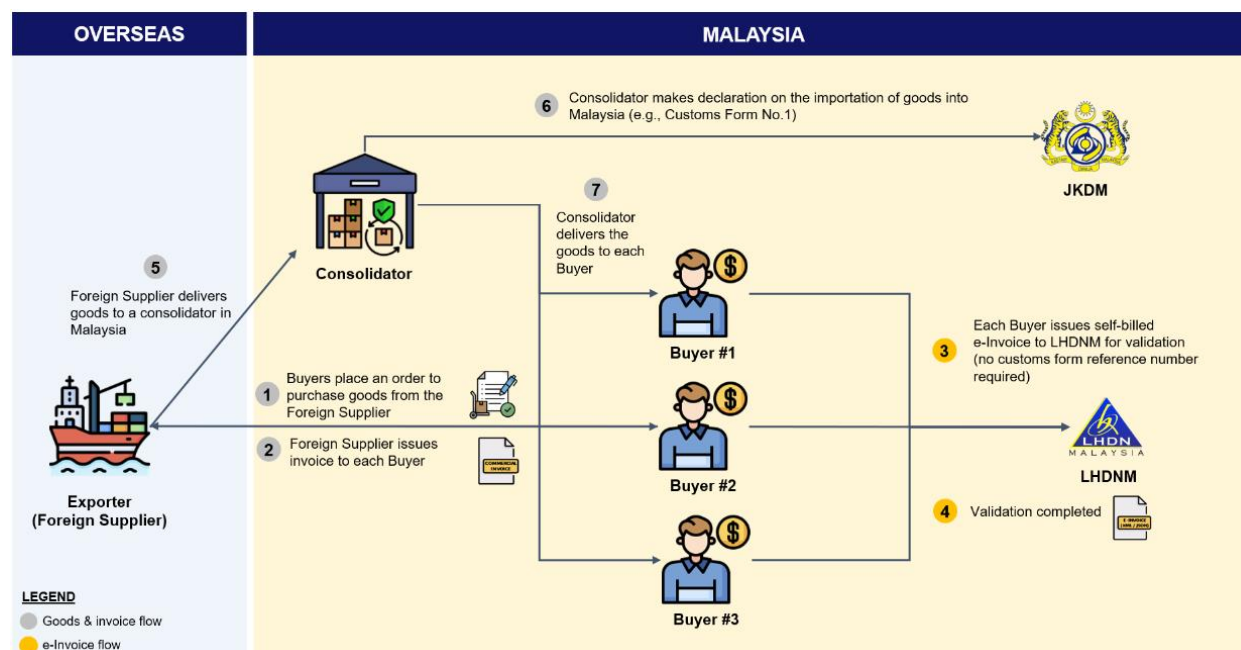 OVERSEAS
MALAYSIA
6
Consolidator makes declaration on the importation of goods into
Malaysia (e.g., Customs Form No.1)
JKDM
7
Consolidator
delivers the
goods to each
Buyer
Consolidator
5
Foreign Supplier delivers
goods to a consolidator in
Malaysia
$
Buyer #1
3
Each Buyer issues self-billed
e-Invoice to LHDNM for validation
(no customs form reference number
required)
1
Buyers place an order to
purchase goods from the
Foreign Supplier
2
Foreign Supplier issues
invoice to each Buyer
COMMERCIAL
INVOICE
$
Buyer #2
LHDN
MALAYSIA
LHDNM
Exporter
(Foreign Supplier)
4
Validation completed
E-INVOICE
(XML / JSON)
$
Buyer #3
LEGEND
Goods & invoice flow
e-Invoice flow